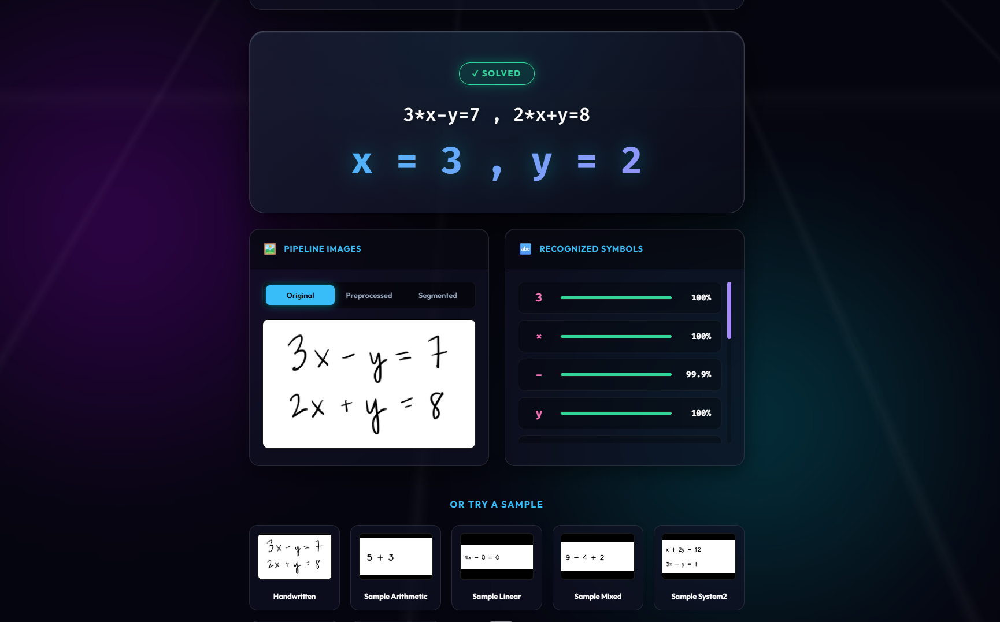 ✓ SOLVED
3*x-y=7 , 2*x+y=8
x = 3 , y = 2
PIPELINE IMAGES
Original Preprocessed Segmented
3x - y = 7
2x + y = 8
abc RECOGNIZED SYMBOLS
3 100%
× 100%
− 99.9%
y 100%
OR TRY A SAMPLE
3x - y = 7
2x + y = 8
Handwritten
5 + 3
Sample Arithmetic
4x - 8 = 0
Sample Linear
9 - 4 + 2
Sample Mixed
x + 2y = 12
3x - y = 1
Sample System2